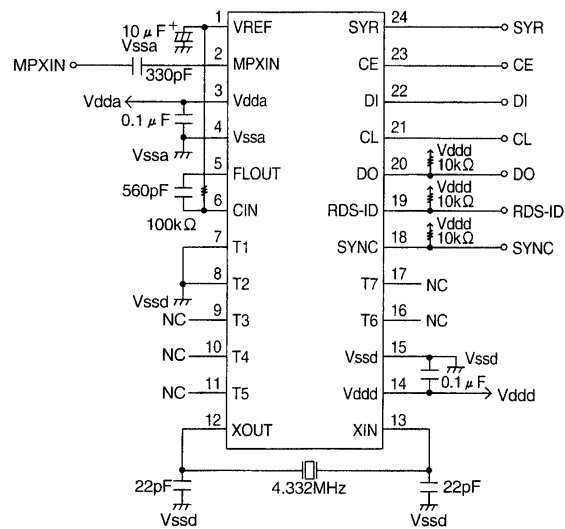 10 μF + 1 VREF SYR 24 SYR
Vssa
MPXIN 330pF 2 MPXIN CE 23 CE
Vdda 3 Vdda DI 22 DI
0.1 μF
Vssa 4 Vssa CL 21 CL
Vddd
10kΩ
5 FLOUT DO 20 DO
560pF
Vddd
10kΩ
100kΩ 6 CIN RDS-ID 19 RDS-ID
Vddd
10kΩ
7 T1 SYNC 18 SYNC
Vssd 8 T2 T7 17 NC
NC 9 T3 T6 16 NC
NC 10 T4 Vssd 15 Vssd
0.1 μF
NC 11 T5 Vddd 14 Vddd
12 XOUT XIN 13
22pF 4.332MHz 22pF
Vssd Vssd